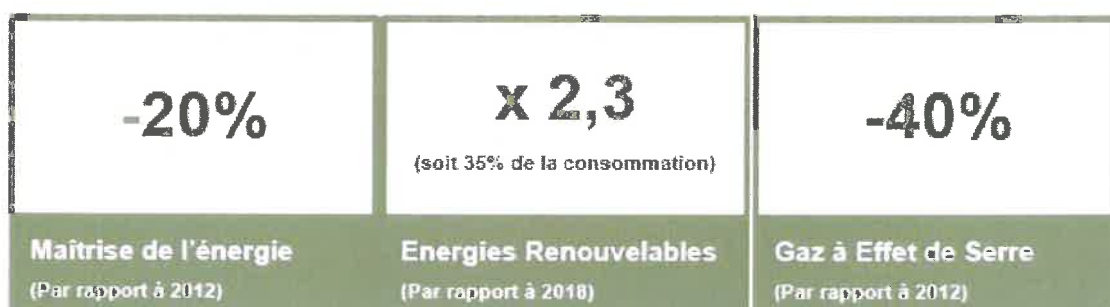 -20%
x 2,3
(soit 35% de la consommation)
-40%
Maîtrise de l'énergie
(Par rapport à 2012)
Energies Renouvelables
(Par rapport à 2018)
Gaz à Effet de Serre
(Par rapport à 2012)